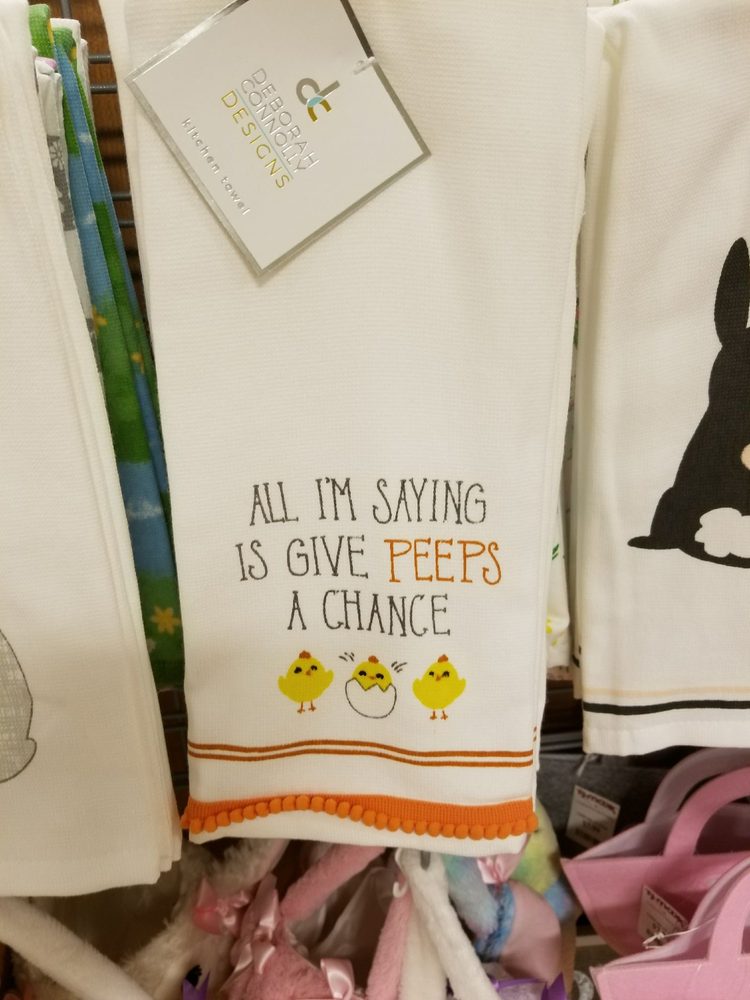 DEBORAH
CONNOLLY
DESIGNS
kitchen towel
ALL I'M SAYING
IS GIVE PEEPS
A CHANCE